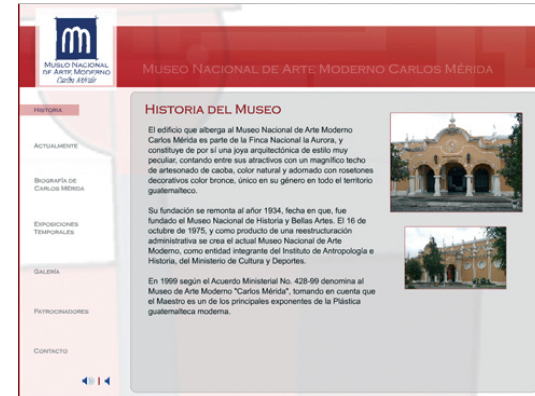 Museo Nacional
de Arte Moderno
Carlos Mérida
Museo Nacional de Arte Moderno Carlos Mérida
Historia
Actualmente
Biografía de
Carlos Mérida
Exposiciones
Temporales
Galería
Patrocinadores
Contacto
Historia del Museo
El edificio que alberga al Museo Nacional de Arte Moderno
Carlos Mérida es parte de la Finca Nacional la Aurora, y
constituye de por sí una joya arquitectónica de estilo muy
peculiar, contando entre sus atractivos con un magnífico techo
de artesonado de caoba, color natural y adornado con rosetones
decorativos color bronce, único en su género en todo el territorio
guatemalteco.
Su fundación se remonta al añor 1934, fecha en que, fue
fundado el Museo Nacional de Historia y Bellas Artes. El 16 de
octubre de 1975, y como producto de una reestructuración
administrativa se crea el actual Museo Nacional de Arte
Moderno, como entidad integrante del Instituto de Antropología e
Historia, del Ministerio de Cultura y Deportes.
En 1999 según el Acuerdo Ministerial No. 428-99 denomina al
Museo de Arte Moderno "Carlos Mérida", tomando en cuenta que
el Maestro es un de los principales exponentes de la Plástica
guatemalteca moderna.